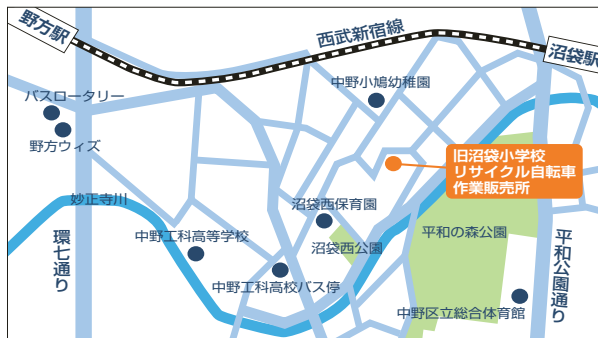 野方駅
西武新宿線
沼袋駅
中野小鳩幼稚園
バスロータリー
野方ウィズ
旧沼袋小学校
リサイクル自転車
作業販売所
妙正寺川
沼袋西保育園
中野工科高等学校
沼袋西公園
平和の森公園
環七通り
平和公園通り
中野工科高校バス停
中野区立総合体育館